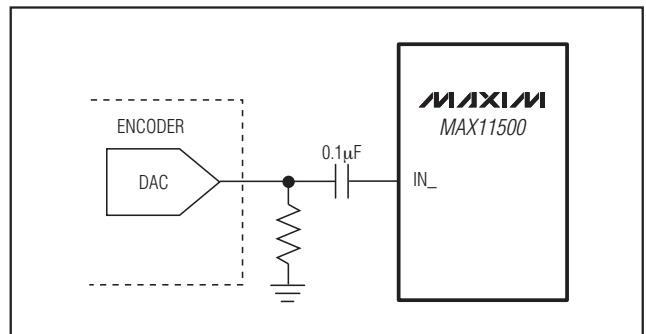 MAXIM
MAX11500
ENCODER
0.1μF
DAC
IN_